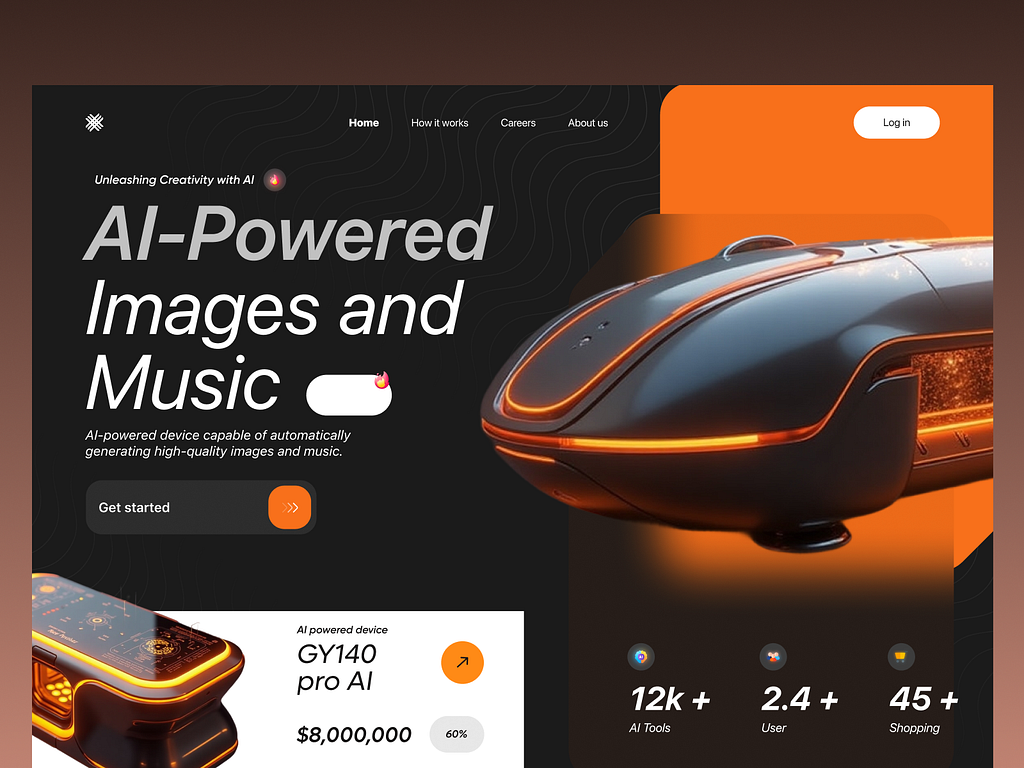 Home
How it works
Careers
About us
Log in
Unleashing Creativity with AI
AI-Powered
Images and
Music
AI-powered device capable of automatically
generating high-quality images and music.
Get started
AI powered device
GY140
pro AI
$8,000,000
60%
12k +
AI Tools
2.4 +
User
45 +
Shopping